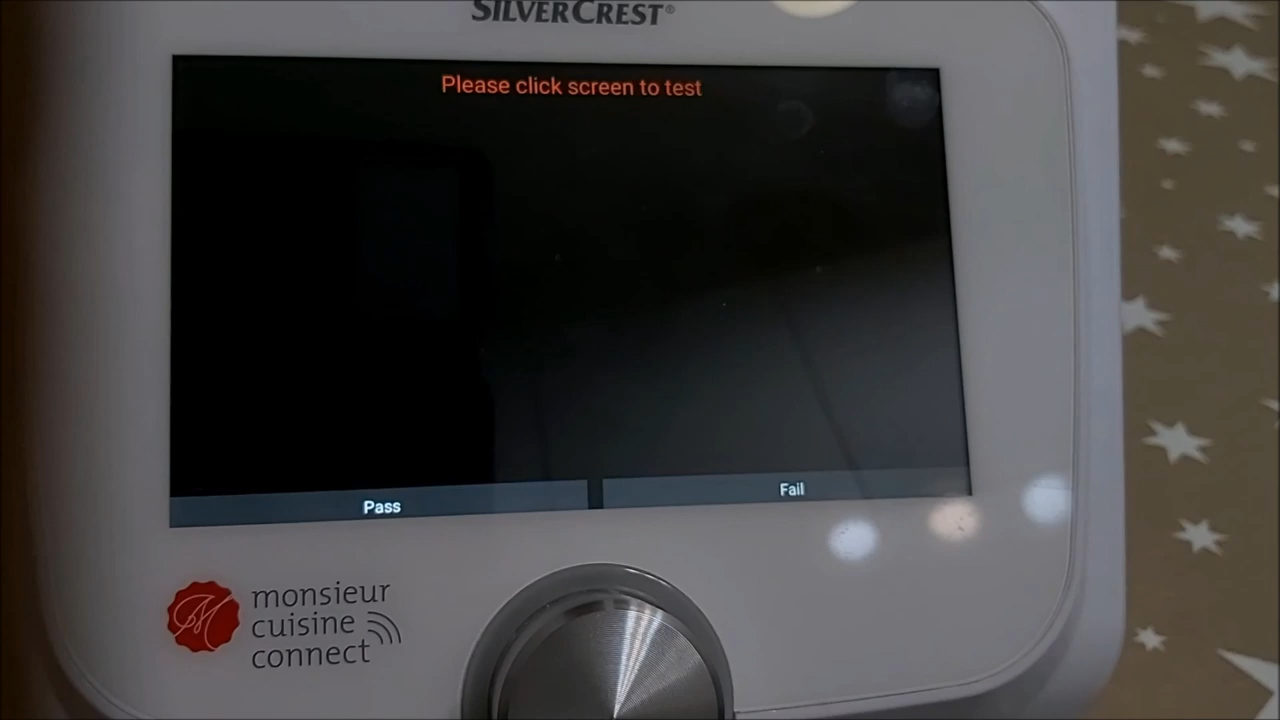 SILVERCREST®
Please click screen to test
Pass
Fail
M
monsieur
cuisine
connect